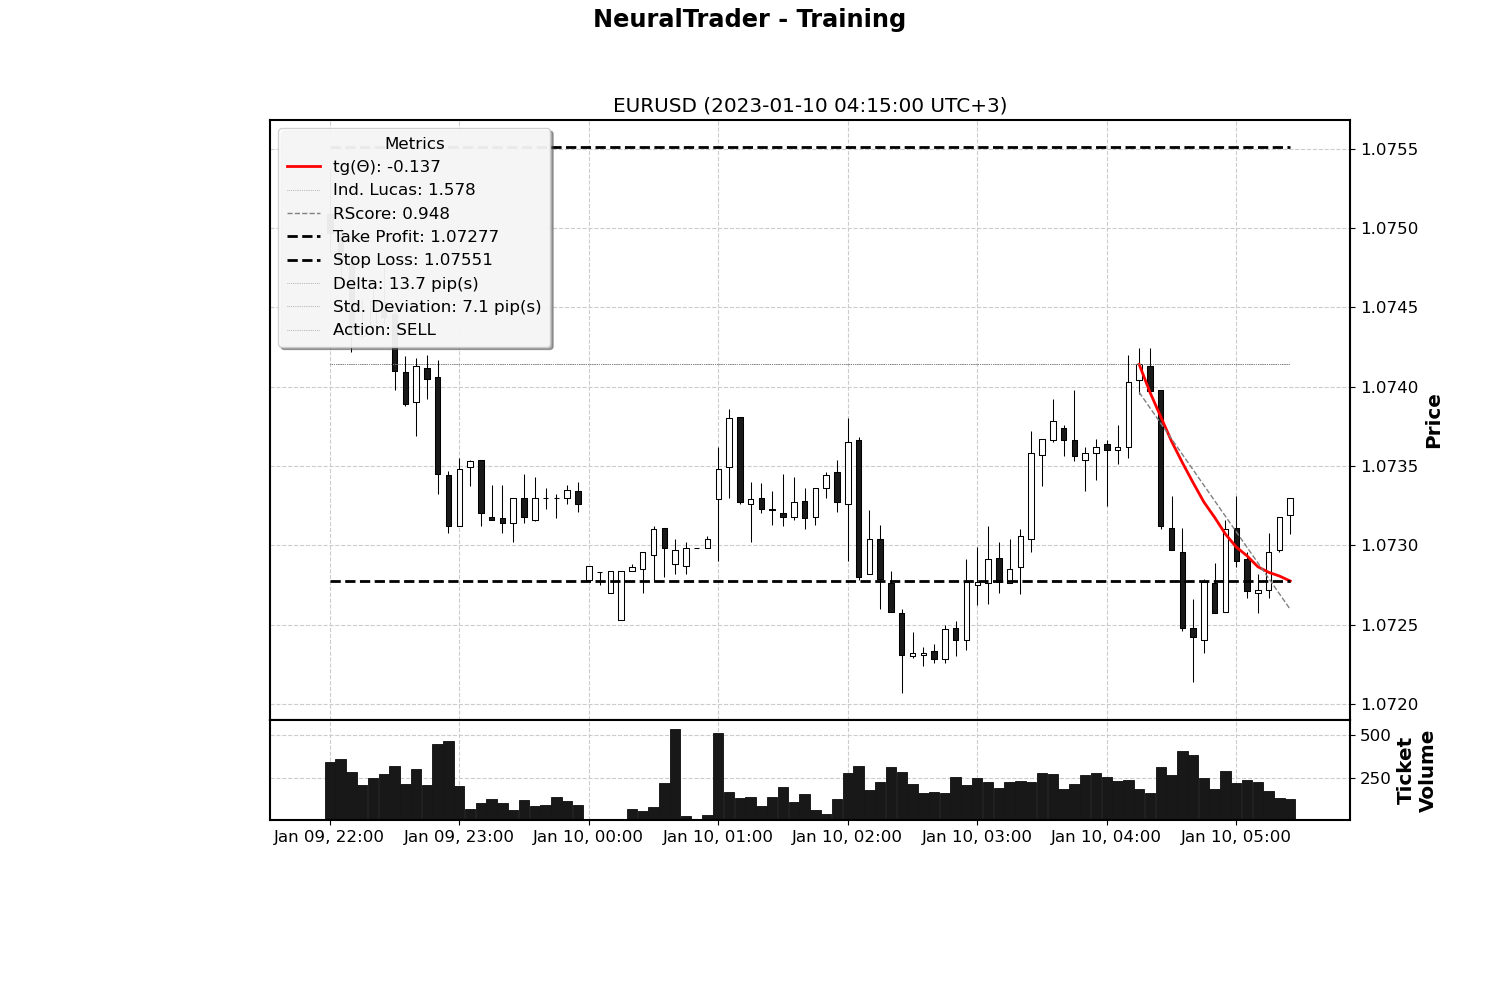 NeuralTrader - Training
EURUSD (2023-01-10 04:15:00 UTC+3)
Metrics
tg(Θ): -0.137
Ind. Lucas: 1.578
RScore: 0.948
Take Profit: 1.07277
Stop Loss: 1.07551
Delta: 13.7 pip(s)
Std. Deviation: 7.1 pip(s)
Action: SELL
1.0755
1.0750
1.0745
1.0740
1.0735
1.0730
1.0725
1.0720
Price
500
250
Ticket
Volume
Jan 09, 22:00 Jan 09, 23:00 Jan 10, 00:00 Jan 10, 01:00 Jan 10, 02:00 Jan 10, 03:00 Jan 10, 04:00 Jan 10, 05:00